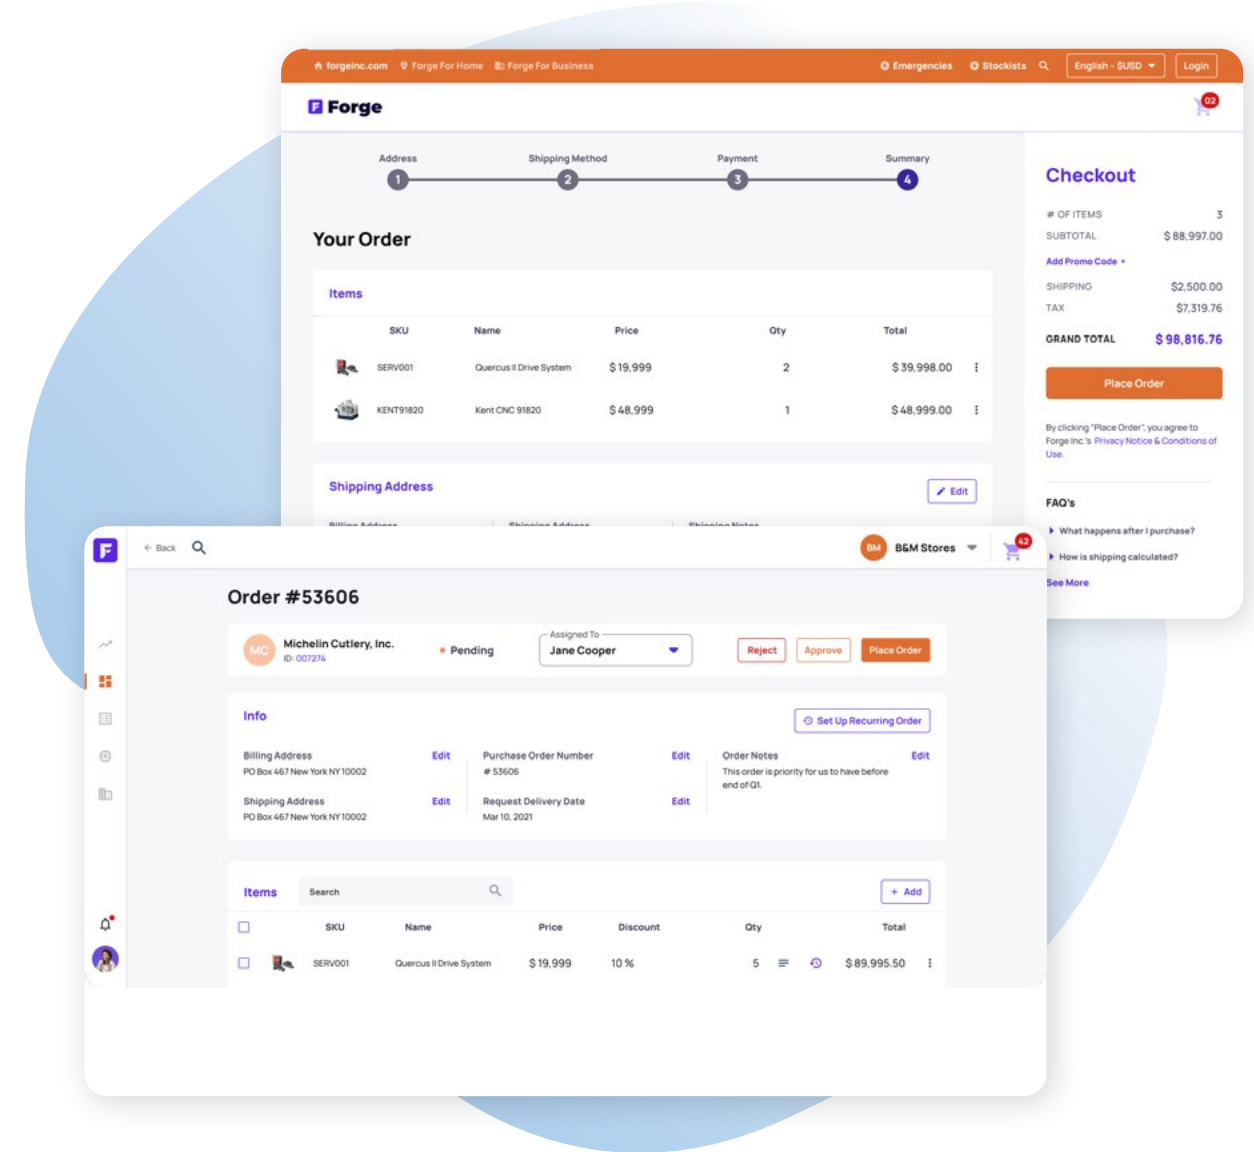 forgeinc.com Forge For Home Forge For Business Emergencies Stockists English - $USD Login
Forge 02
Address Shipping Method Payment Summary
1 2 3 4
Your Order
Items
SKU Name Price Qty Total
SERV001 Quercus II Drive System $ 19,999 2 $ 39,998.00
KENT91820 Kent CNC 91820 $ 48,999 1 $ 48,999.00
Shipping Address Edit
Billing Address Shipping Address Shipping Notes
Checkout
# OF ITEMS 3
SUBTOTAL $ 88,997.00
Add Promo Code +
SHIPPING $2,500.00
TAX $7,319.76
GRAND TOTAL $ 98,816.76
Place Order
By clicking "Place Order", you agree to
Forge Inc.'s Privacy Notice & Conditions of
Use.
FAQ's
What happens after I purchase?
How is shipping calculated?
See More
F Back BM B&M Stores 42
Order #53606
MC Michelin Cutlery, Inc.
ID: 007274
Pending
Assigned To
Jane Cooper
Reject Approve Place Order
Info Set Up Recurring Order
Billing Address Edit
PO Box 467 New York NY 10002
Shipping Address Edit
PO Box 467 New York NY 10002
Purchase Order Number Edit
# 53606
Request Delivery Date Edit
Mar 10, 2021
Order Notes Edit
This order is priority for us to have before
end of Q1.
Items Search + Add
SKU Name Price Discount Qty Total
SERV001 Quercus II Drive System $ 19,999 10 % 5 $ 89,995.50